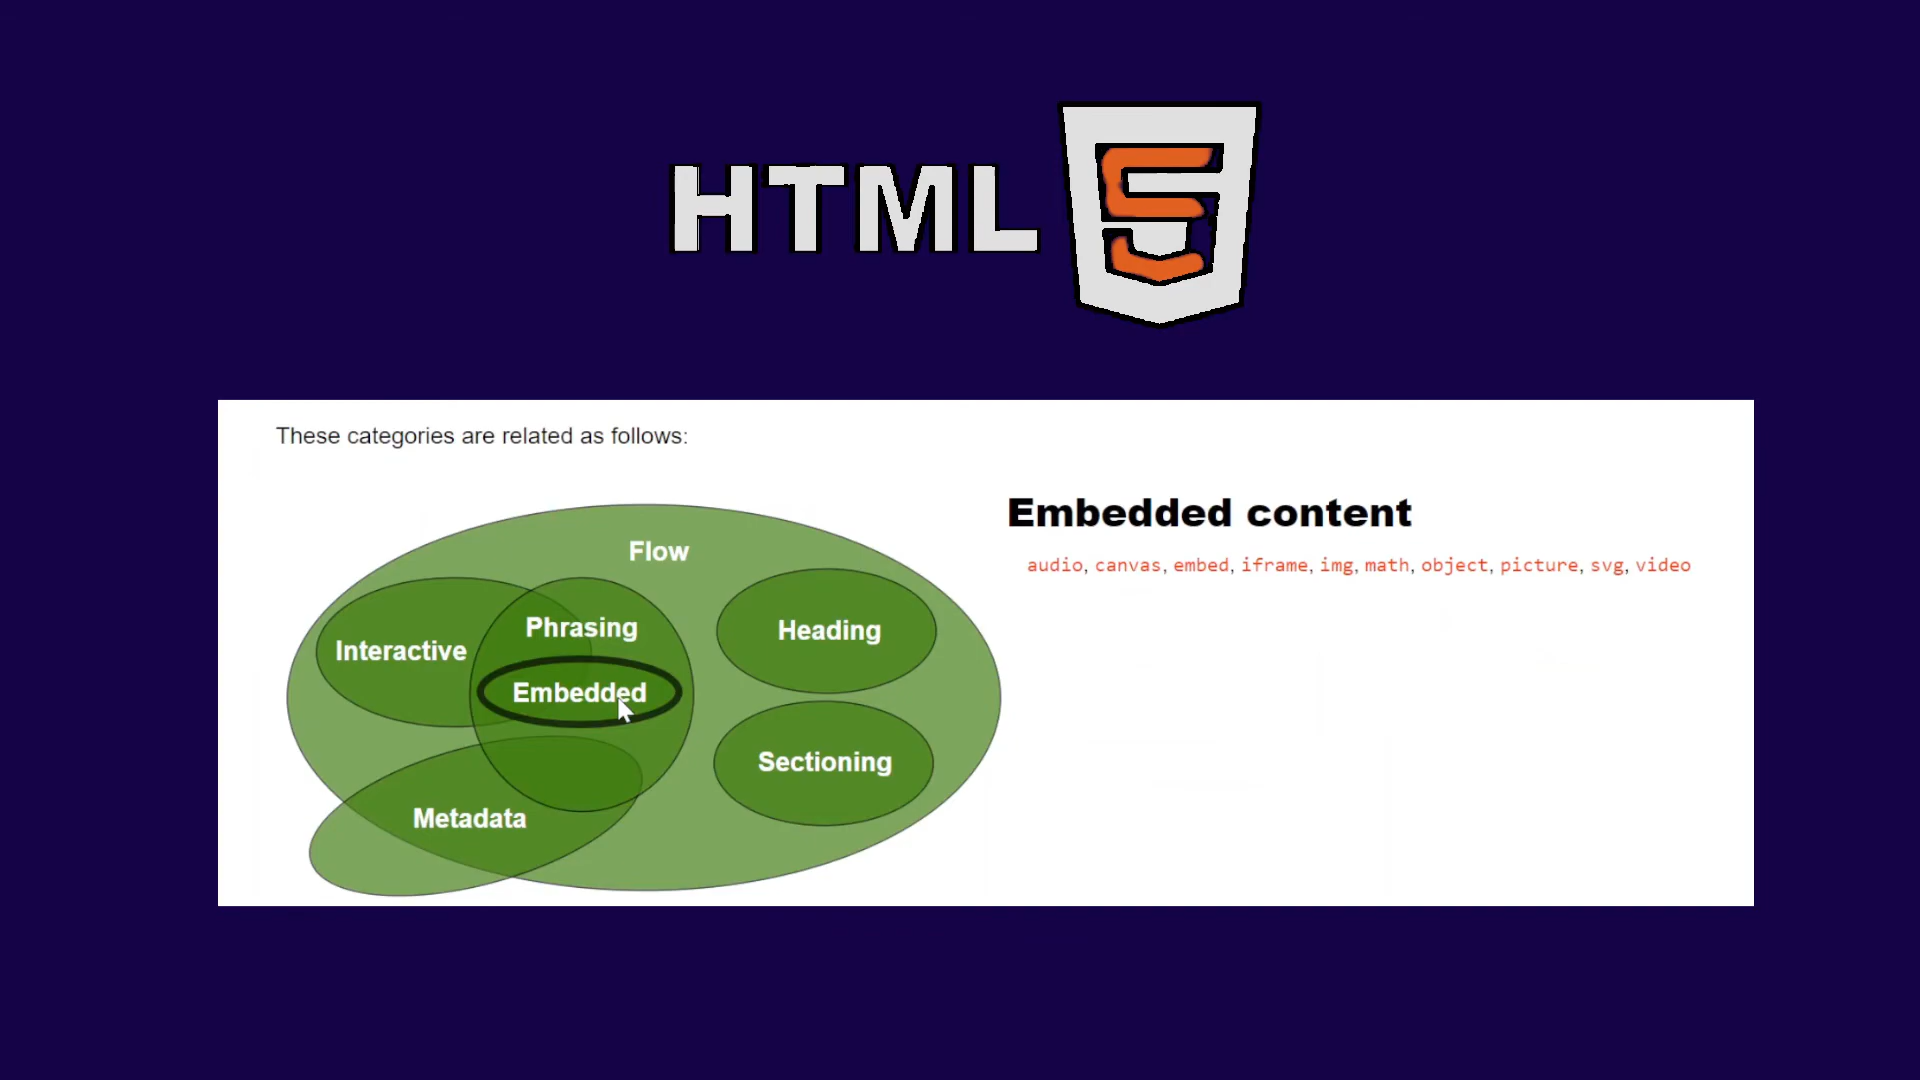 HTML 5
These categories are related as follows:
Embedded content
audio, canvas, embed, iframe, img, math, object, picture, svg, video
Flow
Phrasing
Interactive
Heading
Embedded
Sectioning
Metadata